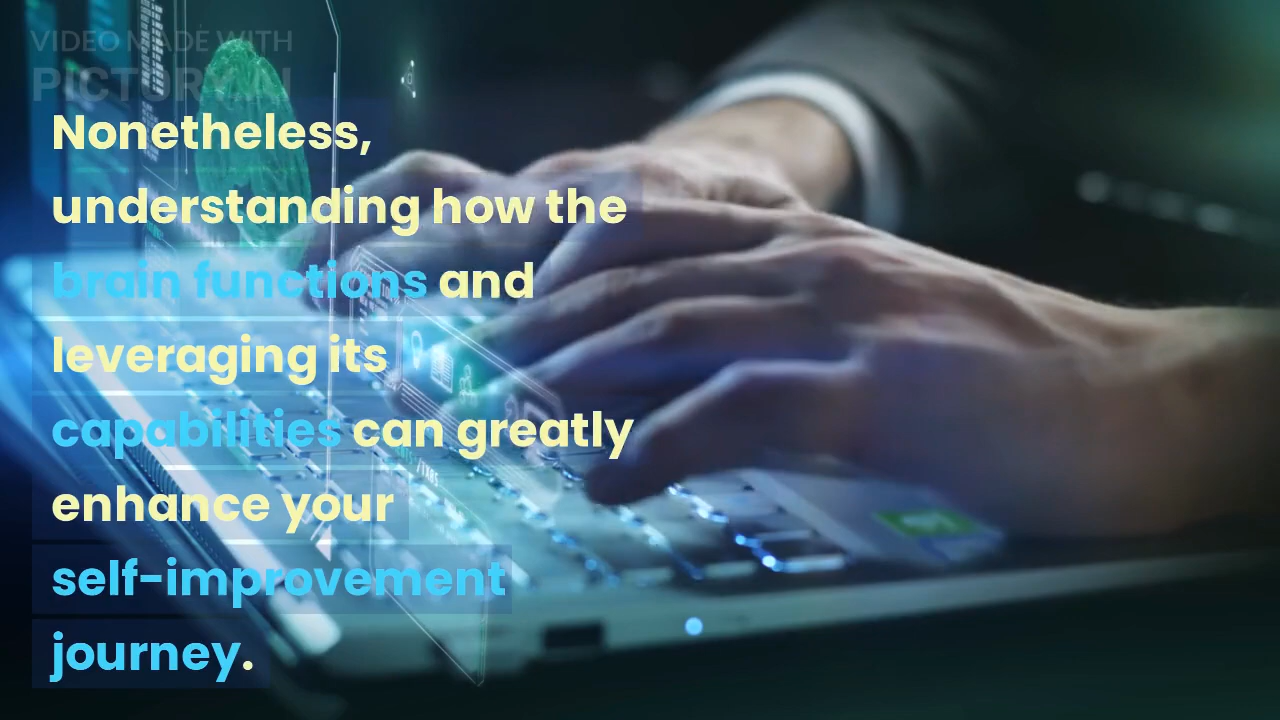 VIDEO MADE WITH
PICTORY.AI
Nonetheless,
understanding how the
brain functions and
leveraging its
capabilities can greatly
enhance your
self-improvement
journey.